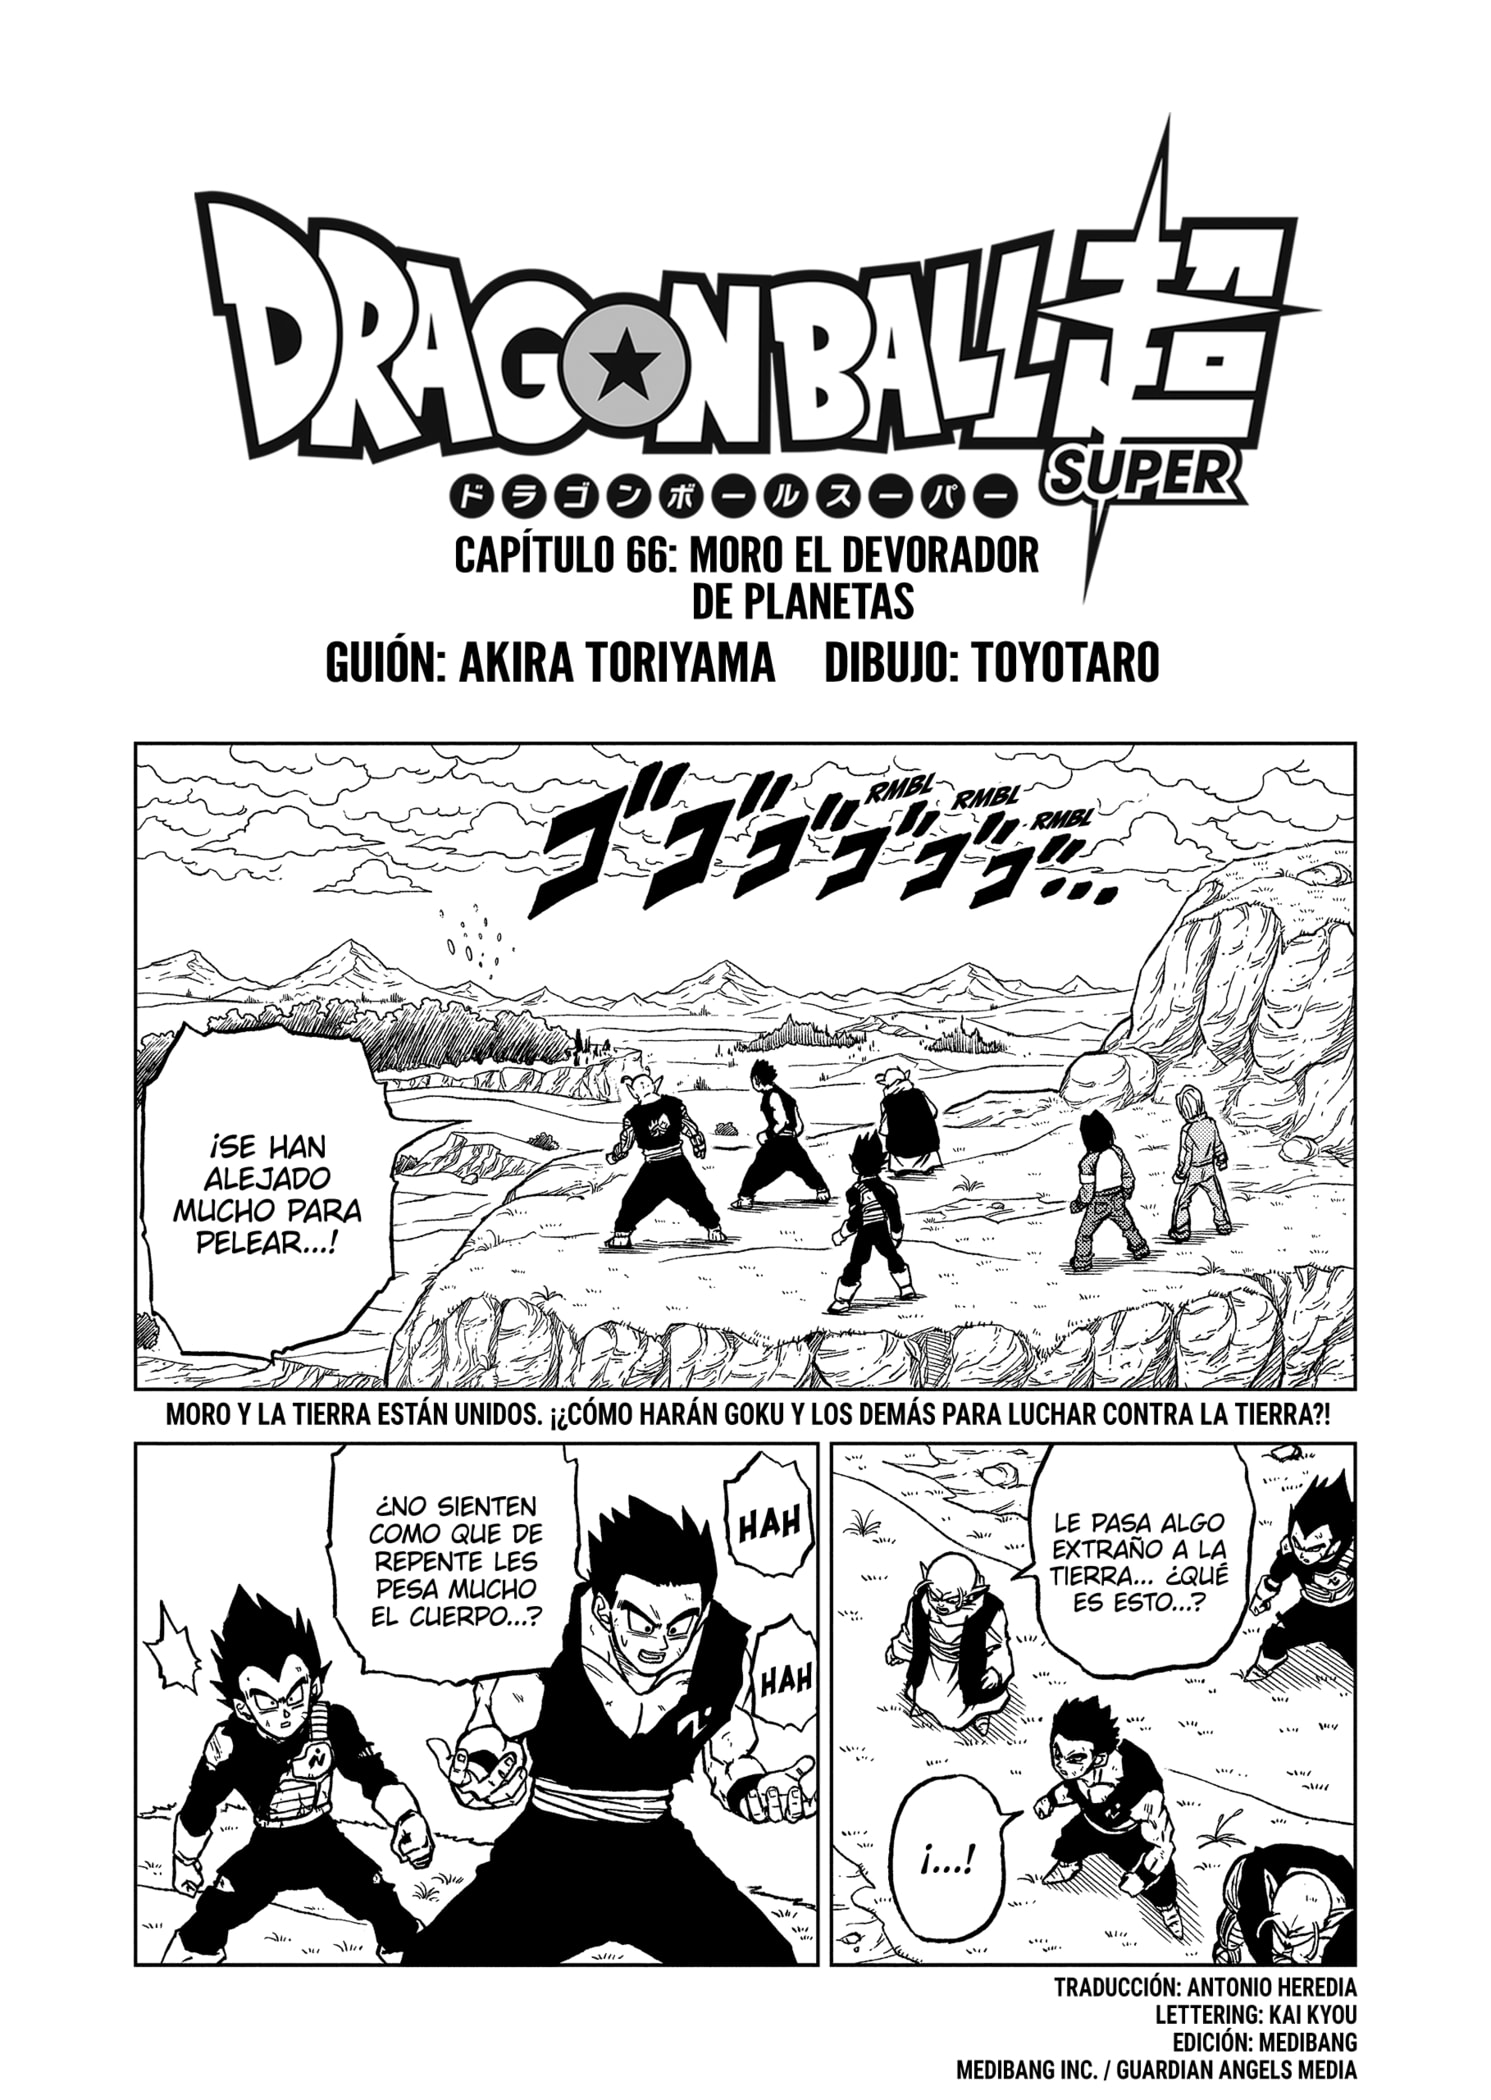 DRAGON BALL 超
SUPER
ドラゴンボールスーパー
CAPÍTULO 66: MORO EL DEVORADOR
DE PLANETAS
GUIÓN: AKIRA TORIYAMA DIBUJO: TOYOTARO
ゴゴゴゴゴゴ...
RMBL
RMBL
RMBL
¡SE HAN
ALEJADO
MUCHO PARA
PELEAR...!
MORO Y LA TIERRA ESTÁN UNIDOS. ¡¿CÓMO HARÁN GOKU Y LOS DEMÁS PARA LUCHAR CONTRA LA TIERRA?!
LE PASA ALGO
EXTRAÑO A LA
TIERRA... ¿QUÉ
ES ESTO...?
¡...!
HAH
HAH
¿NO SIENTEN
COMO QUE DE
REPENTE LES
PESA MUCHO
EL CUERPO...?
TRADUCCIÓN: ANTONIO HEREDIA
LETTERING: KAI KYOU
EDICIÓN: MEDIBANG
MEDIBANG INC. / GUARDIAN ANGELS MEDIA